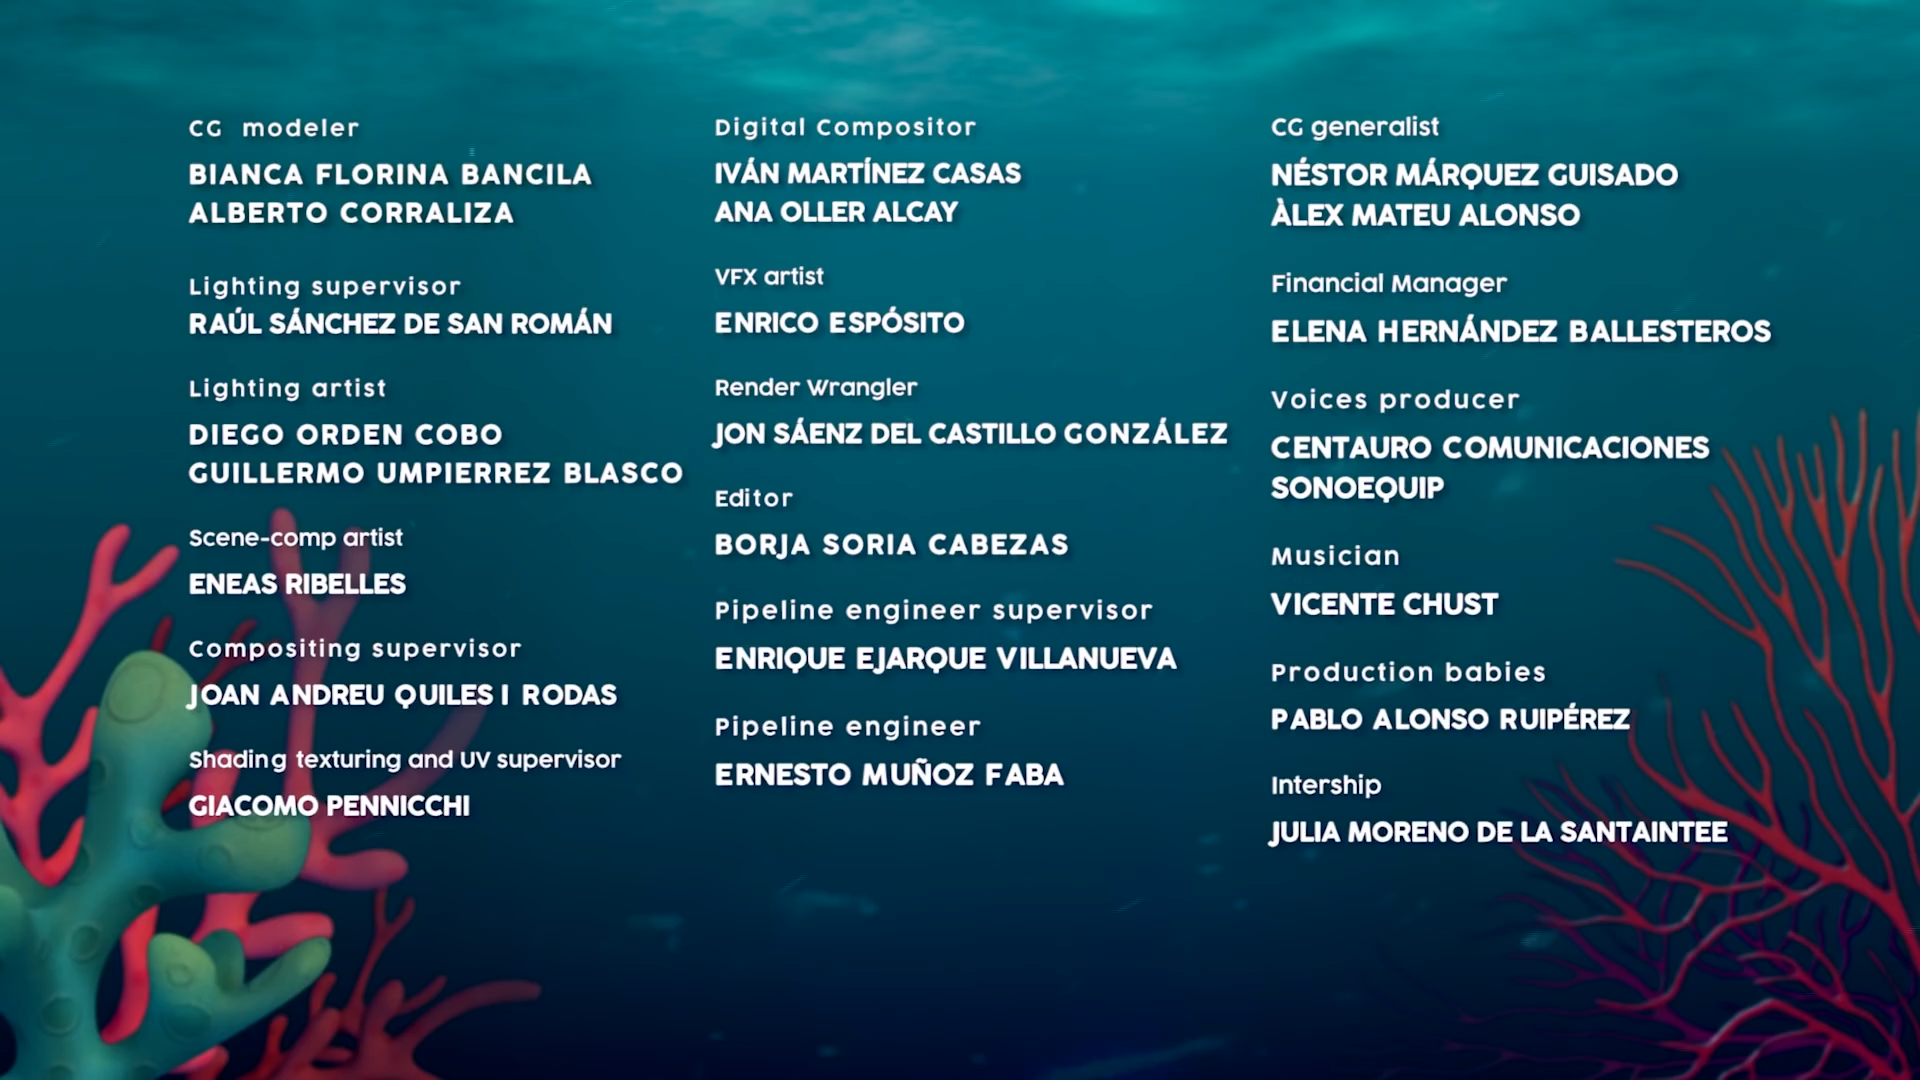 CG modeler
BIANCA FLORINA BANCILA
ALBERTO CORRALIZA
Lighting supervisor
RAÚL SÁNCHEZ DE SAN ROMÁN
Lighting artist
DIEGO ORDEN COBO
GUILLERMO UMPIERREZ BLASCO
Scene-comp artist
ENEAS RIBELLES
Compositing supervisor
JOAN ANDREU QUILES I RODAS
Shading texturing and UV supervisor
GIACOMO PENNICCHI
Digital Compositor
IVÁN MARTÍNEZ CASAS
ANA OLLER ALCAY
VFX artist
ENRICO ESPÓSITO
Render Wrangler
JON SÁENZ DEL CASTILLO GONZÁLEZ
Editor
BORJA SORIA CABEZAS
Pipeline engineer supervisor
ENRIQUE EJARQUE VILLANUEVA
Pipeline engineer
ERNESTO MUÑOZ FABA
CG generalist
NÉSTOR MÁRQUEZ GUISADO
ÀLEX MATEU ALONSO
Financial Manager
ELENA HERNÁNDEZ BALLESTEROS
Voices producer
CENTAURO COMUNICACIONES
SONOEQUIP
Musician
VICENTE CHUST
Production babies
PABLO ALONSO RUIPÉREZ
Intership
JULIA MORENO DE LA SANTAINTEE